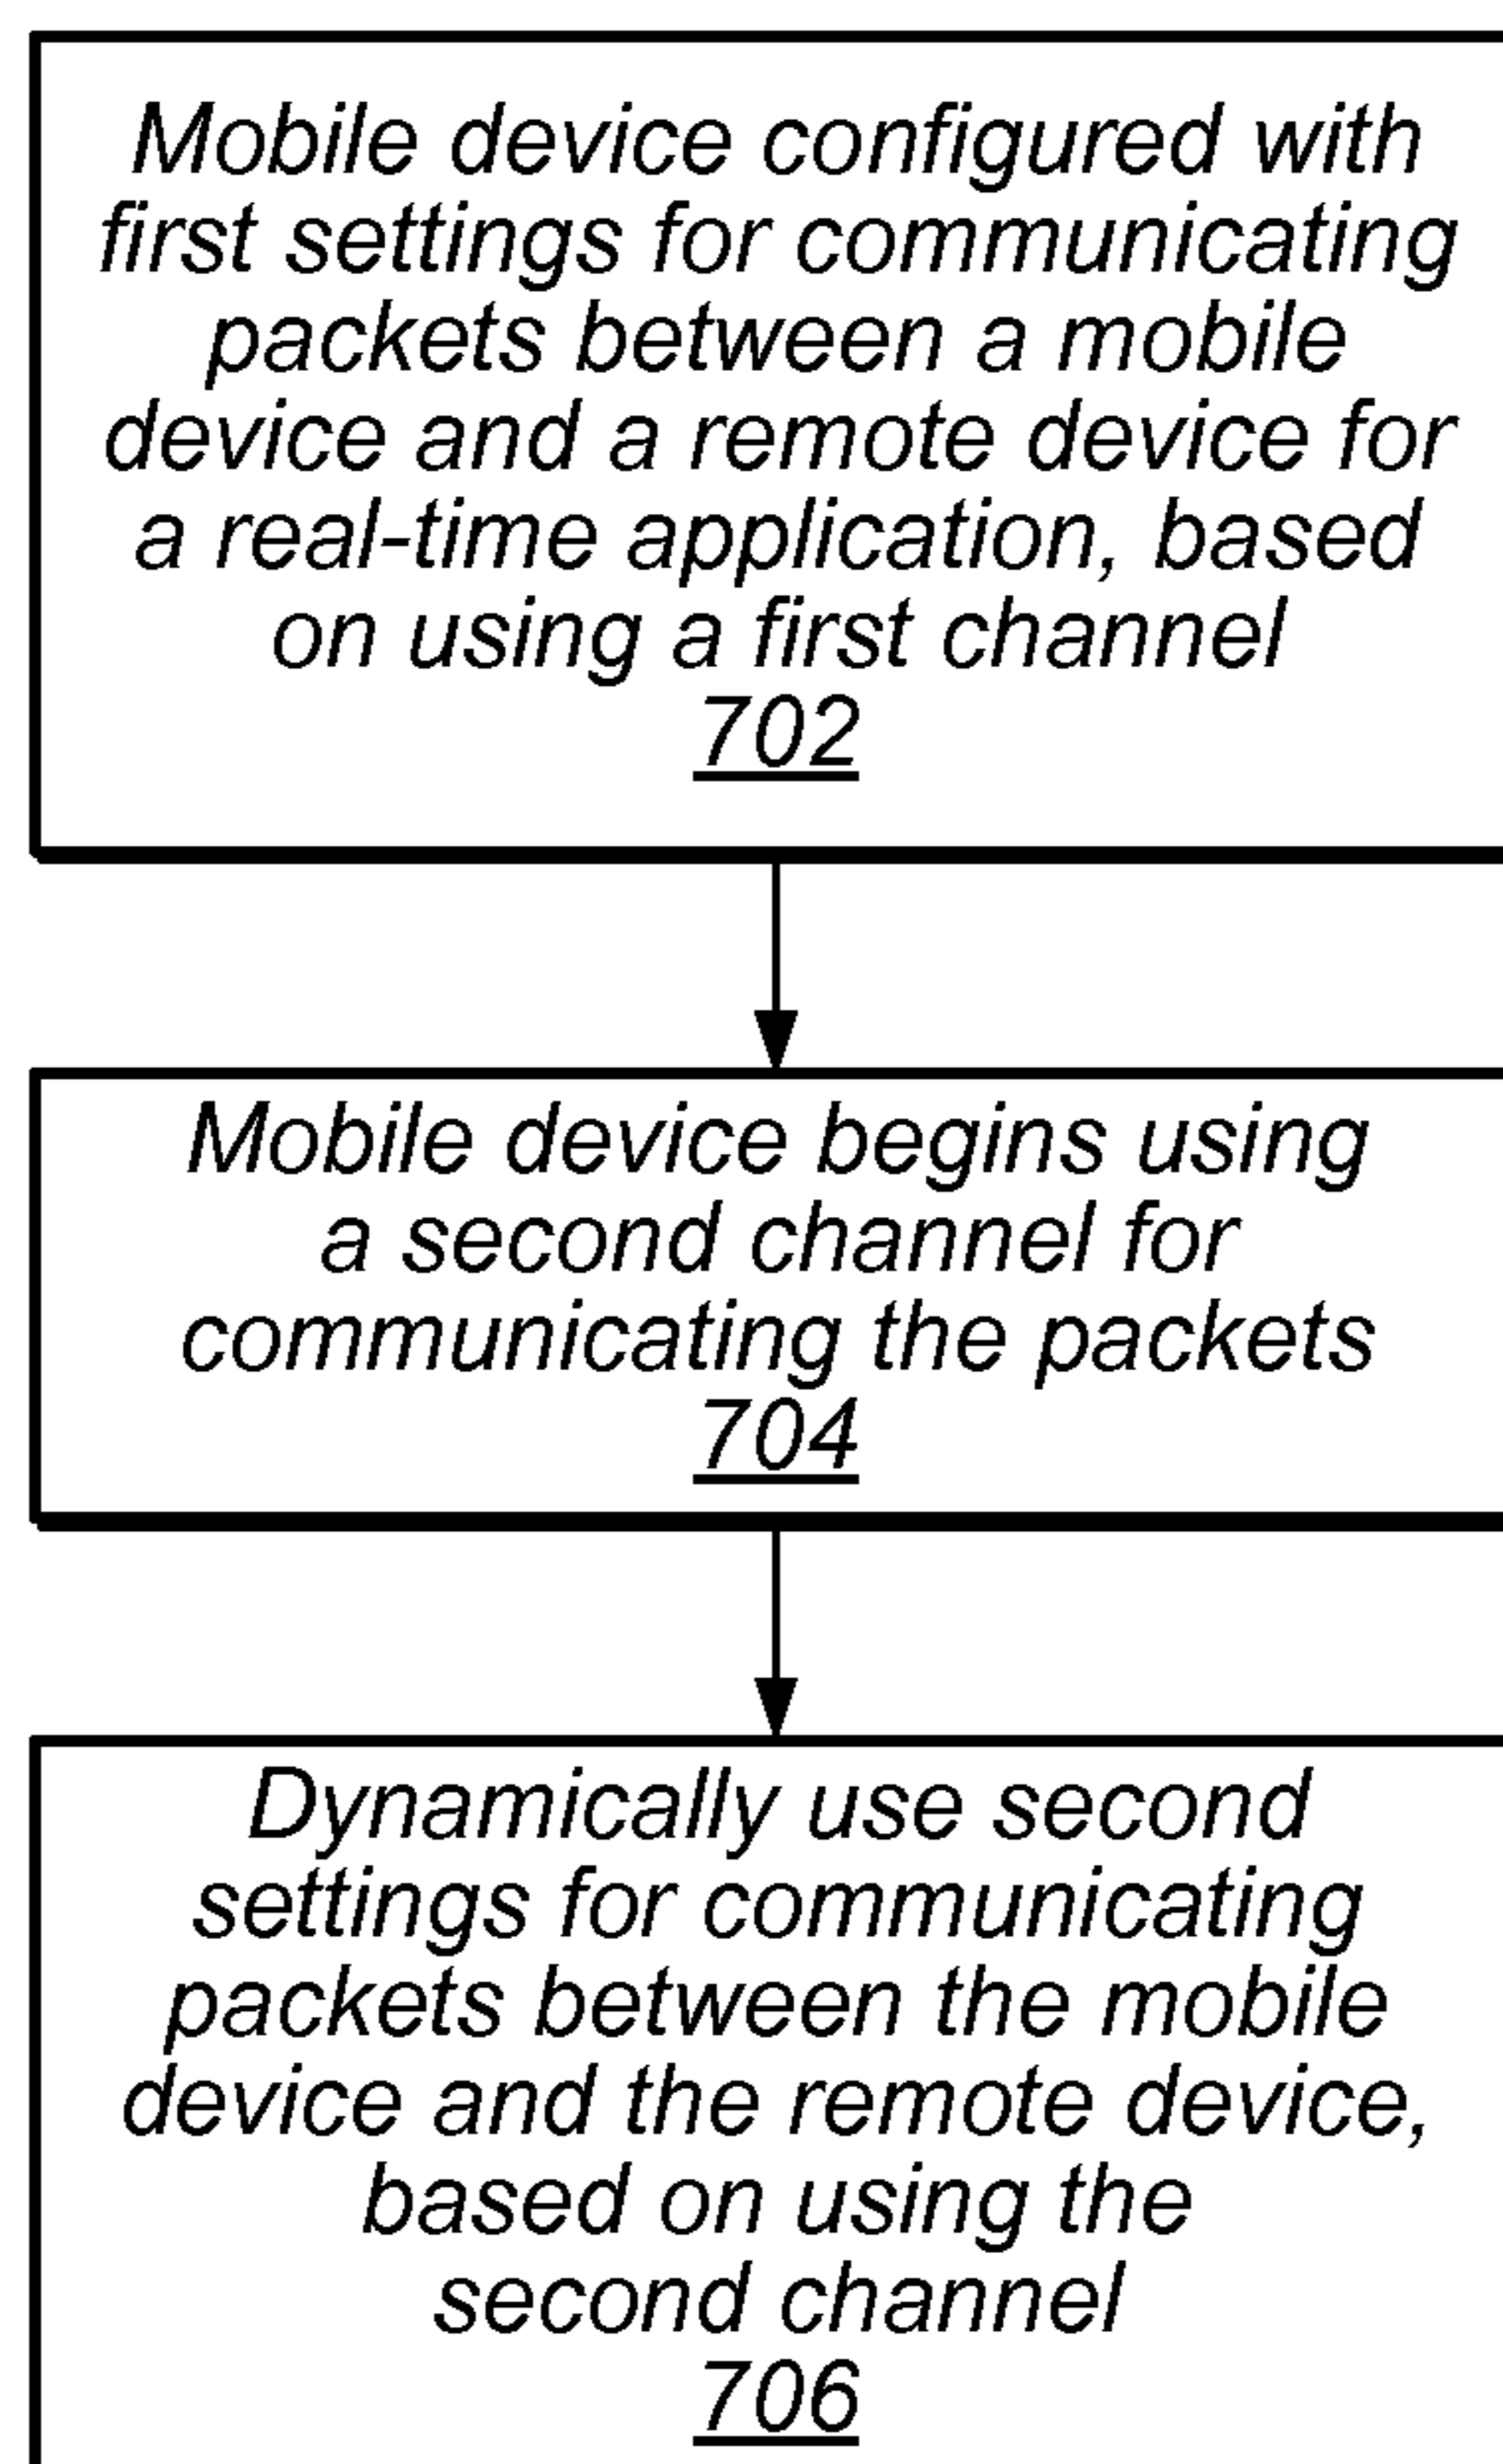 Mobile device configured with
first settings for communicating
packets between a mobile
device and a remote device for
a real-time application, based
on using a first channel
702
Mobile device begins using
a second channel for
communicating the packets
704
Dynamically use second
settings for communicating
packets between the mobile
device and the remote device,
based on using the
second channel
706